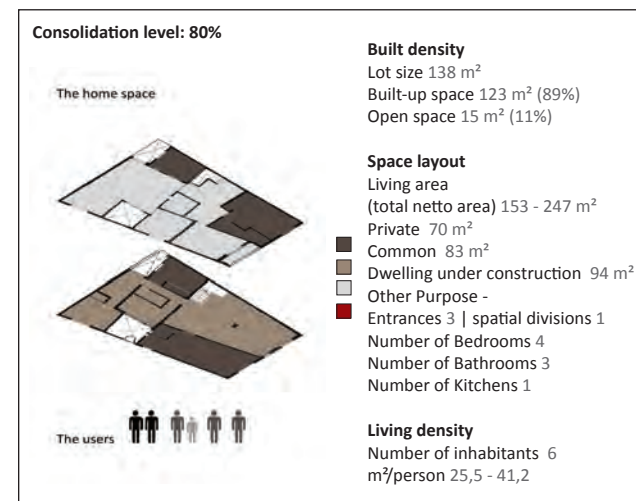 Consolidation level: 80%
The home space
The users
Built density
Lot size 138 m²
Built-up space 123 m² (89%)
Open space 15 m² (11%)
Space layout
Living area
(total netto area) 153 - 247 m²
Private 70 m²
Common 83 m²
Dwelling under construction 94 m²
Other Purpose -
Entrances 3 | spatial divisions 1
Number of Bedrooms 4
Number of Bathrooms 3
Number of Kitchens 1
Living density
Number of inhabitants 6
m²/person 25,5 - 41,2